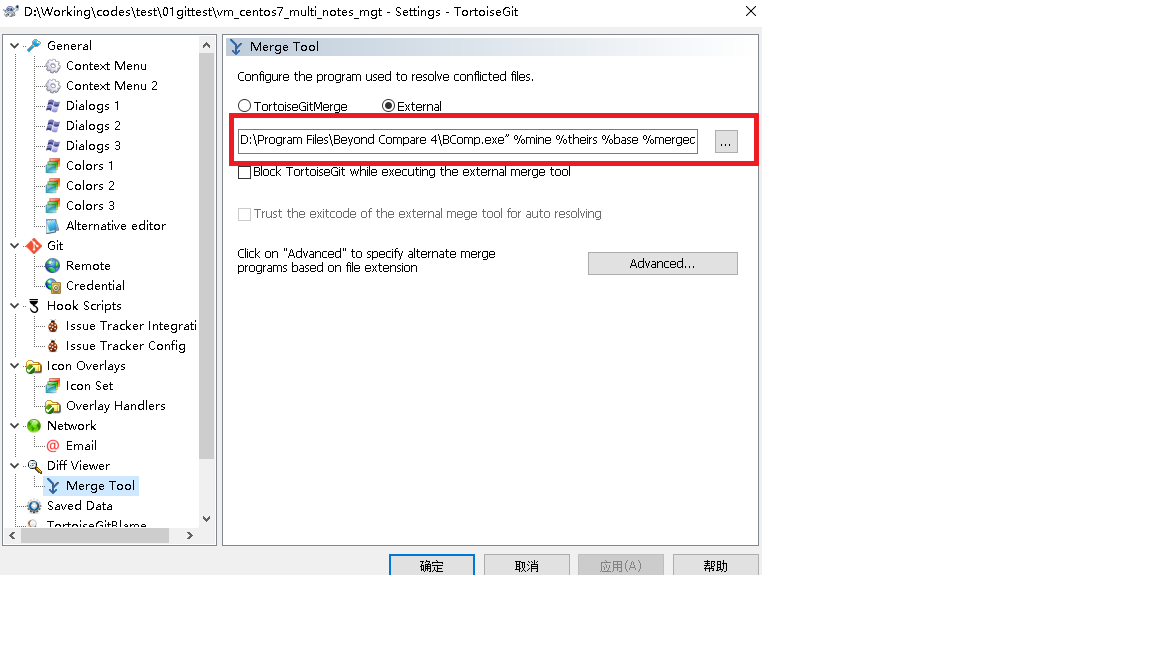 D:\Working\codes\test\01gittest\vm_centos7_multi_notes_mgt - Settings - TortoiseGit
General
Context Menu
Context Menu 2
Dialogs 1
Dialogs 2
Dialogs 3
Colors 1
Colors 2
Colors 3
Alternative editor
Git
Remote
Credential
Hook Scripts
Issue Tracker Integrati
Issue Tracker Config
Icon Overlays
Icon Set
Overlay Handlers
Network
Email
Diff Viewer
Merge Tool
Saved Data
TortoiseGitBlame
Merge Tool
Configure the program used to resolve conflicted files.
TortoiseGitMerge External
D:\Program Files\Beyond Compare 4\BComp.exe" %mine %theirs %base %mergec
...
Block TortoiseGit while executing the external merge tool
Trust the exitcode of the external mege tool for auto resolving
Click on "Advanced" to specify alternate merge
programs based on file extension
Advanced...
确定 取消 应用(A) 帮助